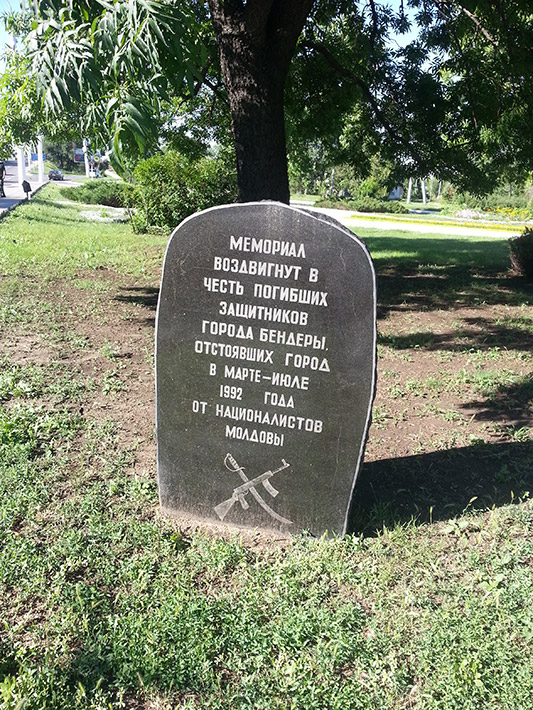 МЕМОРИАЛ
ВОЗДВИГНУТ В
ЧЕСТЬ ПОГИБШИХ
ЗАЩИТНИКОВ
ГОРОДА БЕНДЕРЫ,
ОТСТОЯВШИХ ГОРОД
В МАРТЕ–ИЮЛЕ
1992 ГОДА
ОТ НАЦИОНАЛИСТОВ
МОЛДОВЫ